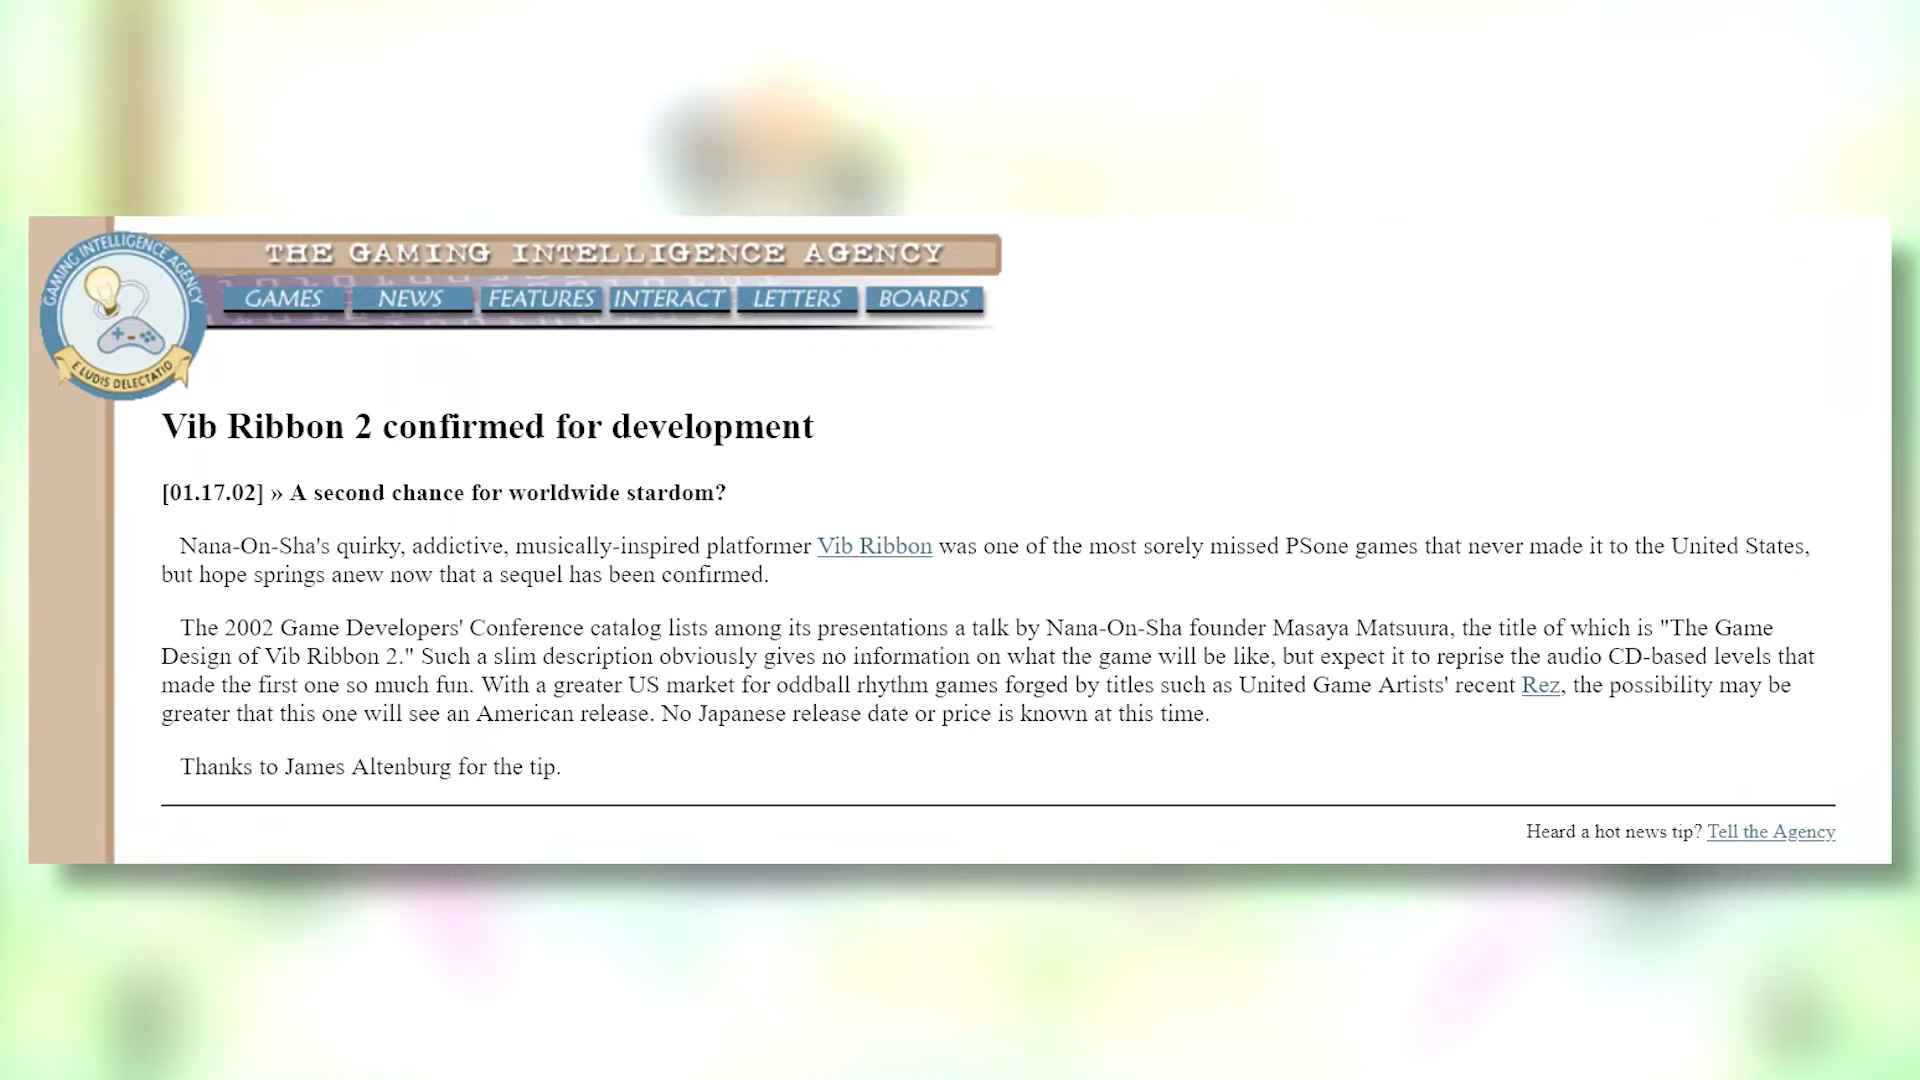 THE GAMING INTELLIGENCE AGENCY
GAMING INTELLIGENCE AGENCY
E LUDIS DELECTATIO
GAMES NEWS FEATURES INTERACT LETTERS BOARDS
Vib Ribbon 2 confirmed for development
[01.17.02] » A second chance for worldwide stardom?
Nana-On-Sha's quirky, addictive, musically-inspired platformer Vib Ribbon was one of the most sorely missed PSone games that never made it to the United States,
but hope springs anew now that a sequel has been confirmed.
The 2002 Game Developers' Conference catalog lists among its presentations a talk by Nana-On-Sha founder Masaya Matsuura, the title of which is "The Game
Design of Vib Ribbon 2." Such a slim description obviously gives no information on what the game will be like, but expect it to reprise the audio CD-based levels that
made the first one so much fun. With a greater US market for oddball rhythm games forged by titles such as United Game Artists' recent Rez, the possibility may be
greater that this one will see an American release. No Japanese release date or price is known at this time.
Thanks to James Altenburg for the tip.
Heard a hot news tip? Tell the Agency